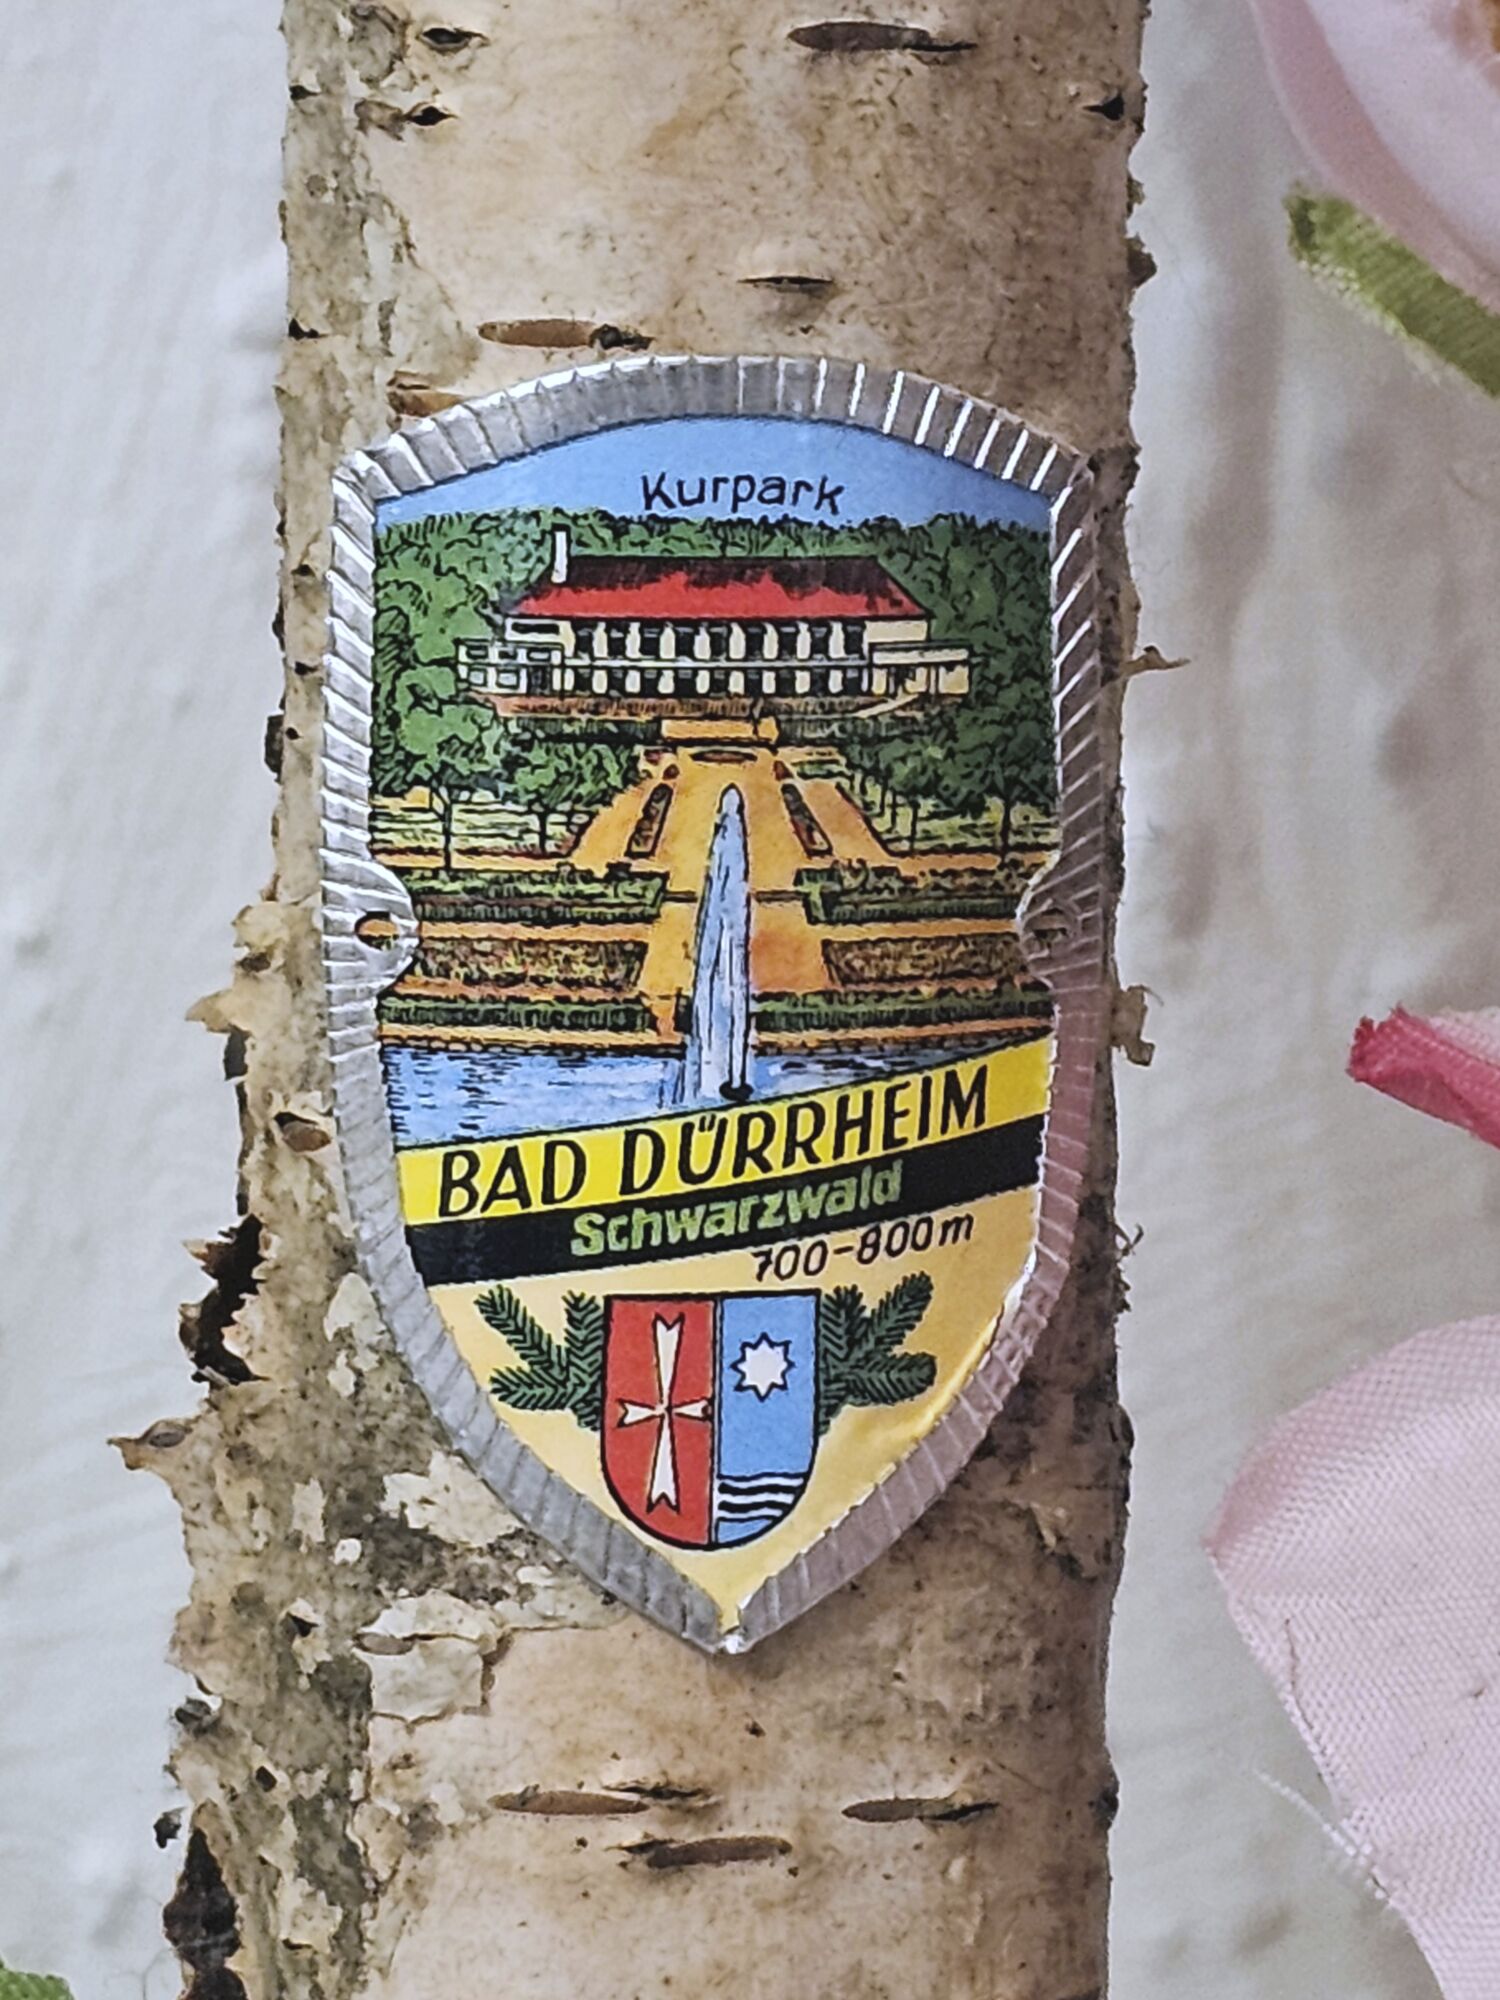 Kurpark
BAD DÜRRHEIM
Schwarzwald
700-800m